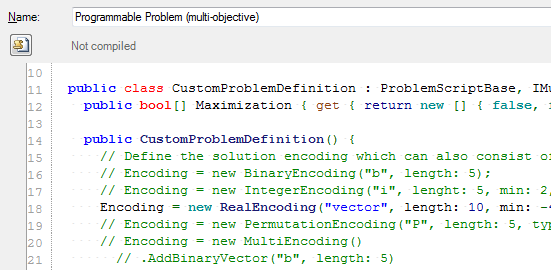 Name: Programmable Problem (multi-objective)
Not compiled
10
11 public class CustomProblemDefinition : ProblemScriptBase, IMu
12 public bool[] Maximization { get { return new [] { false,
13
14 public CustomProblemDefinition() {
15 // Define the solution encoding which can also consist of
16 // Encoding = new BinaryEncoding("b", length: 5);
17 // Encoding = new IntegerEncoding("i", lenght: 5, min: 2,
18 Encoding = new RealEncoding("vector", length: 10, min: -4
19 // Encoding = new PermutationEncoding("P", length: 5, typ
20 // Encoding = new MultiEncoding()
21 // .AddBinaryVector("b", length: 5)